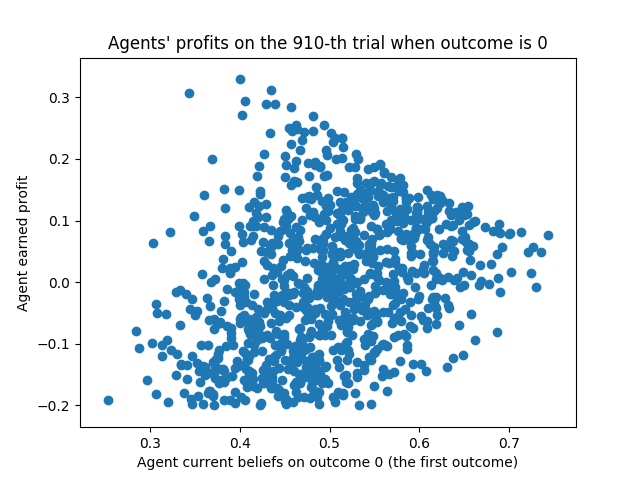 Agents' profits on the 910-th trial when outcome is 0
0.3
0.2
0.1
0.0
−0.1
−0.2
Agent earned profit
0.3 0.4 0.5 0.6 0.7
Agent current beliefs on outcome 0 (the first outcome)